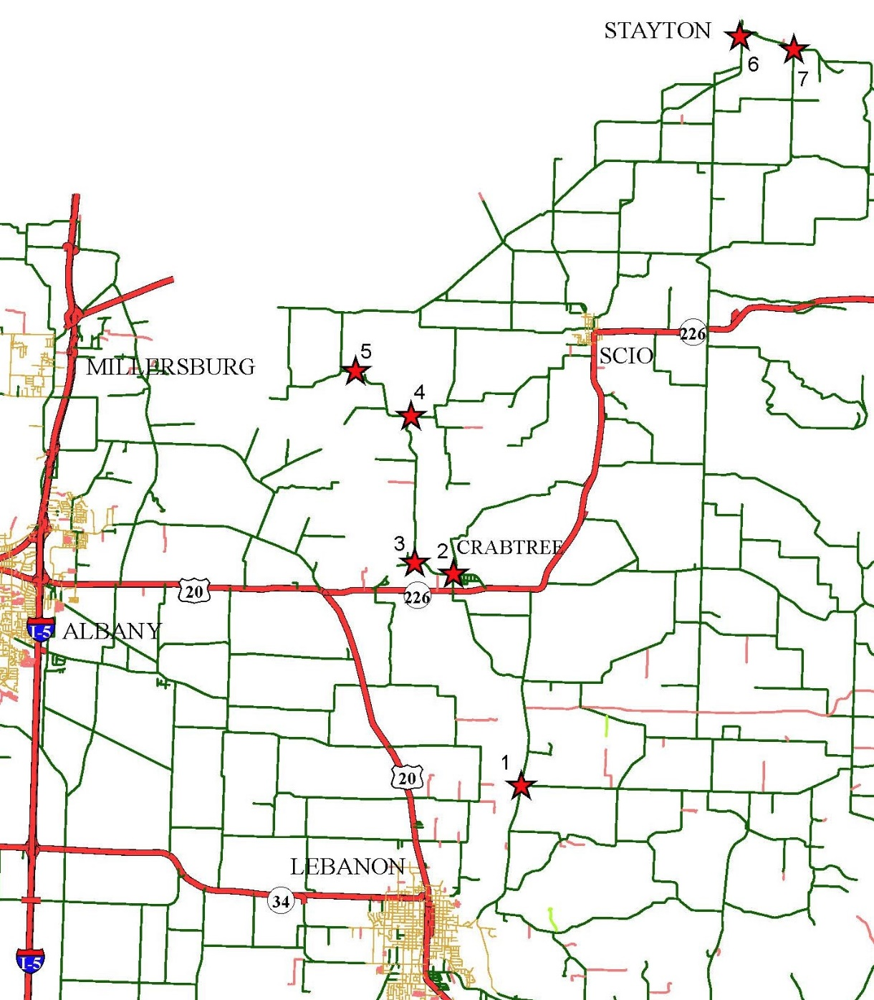 STAYTON
6
7
226
5
SCIO
MILLERSBURG
4
3
2
CRABTREE
20
226
I-5
ALBANY
1
20
LEBANON
34
I-5